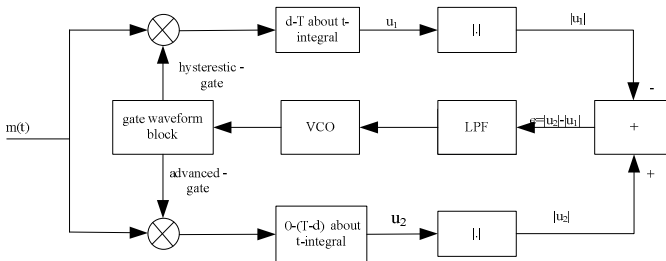 d-T about t-
integral
u₁
|.|
|u₁|
hysterestic -
gate
-
m(t)
gate waveform
block
VCO
LPF
e=|u₂|-|u₁|
+
advanced -
gate
+
0-(T-d) about
t-integral
u₂
|.|
|u₂|